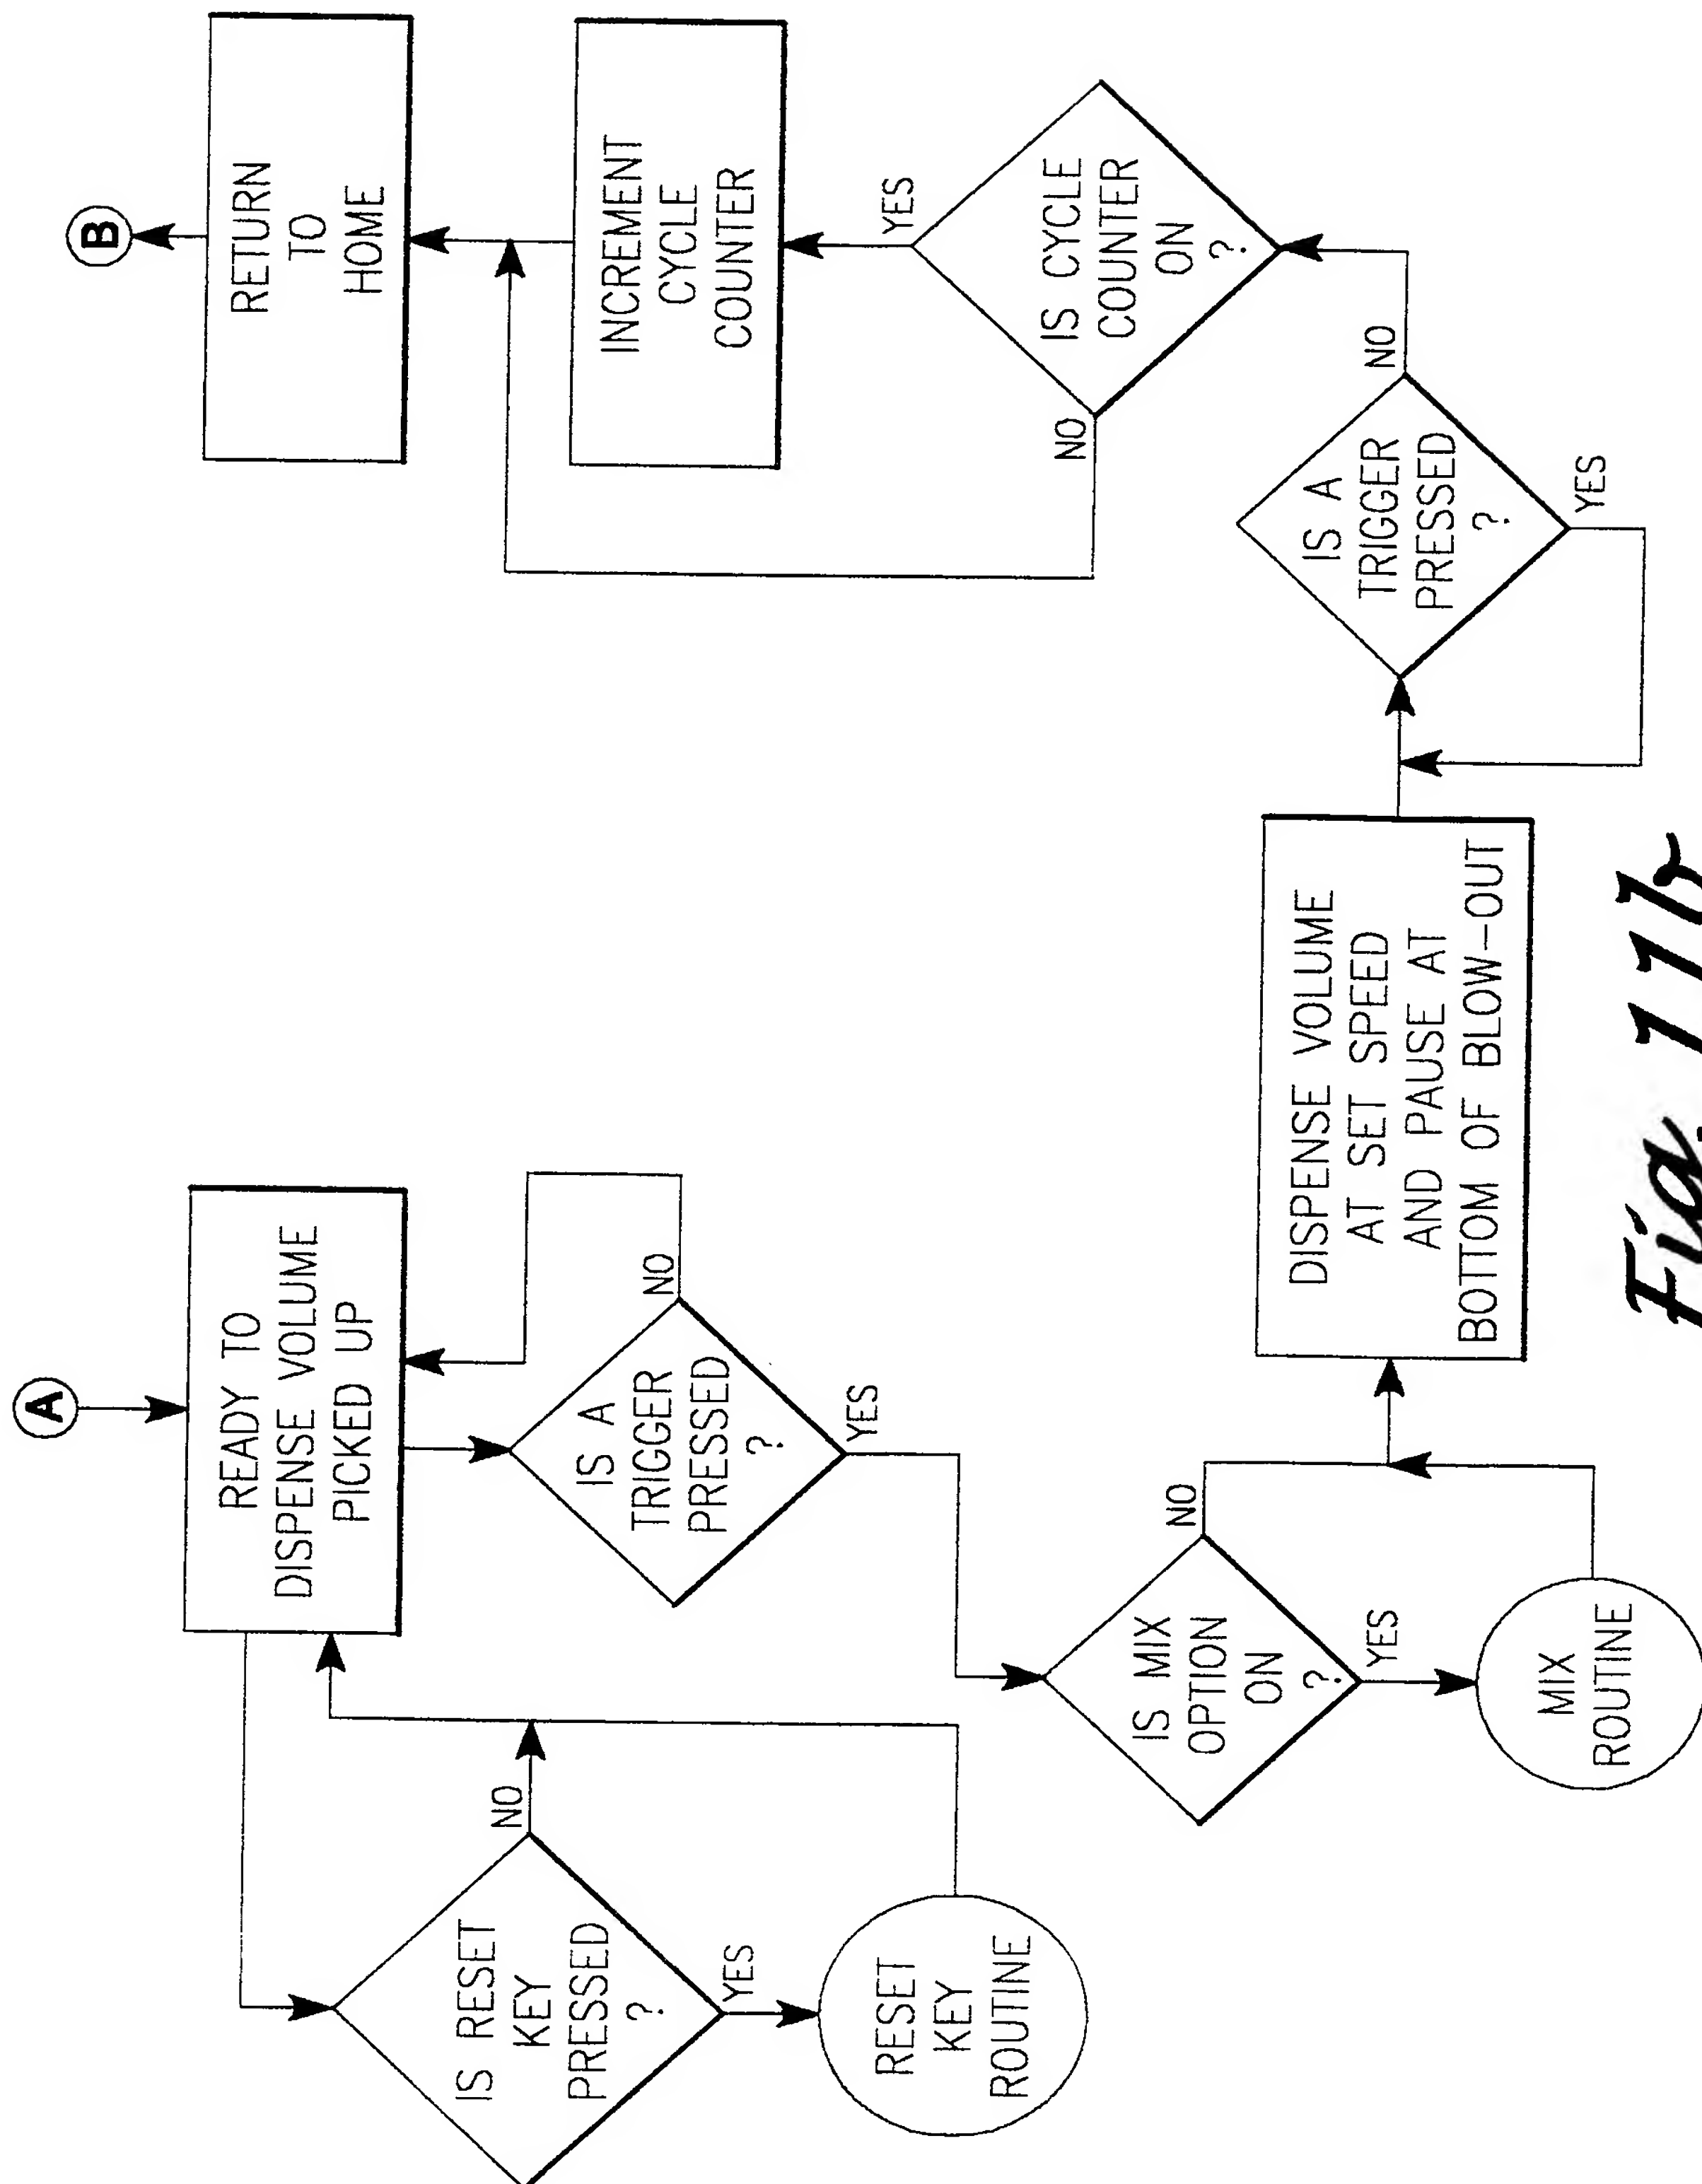 A
READY TO
DISPENSE VOLUME
PICKED UP
IS RESET
KEY
PRESSED
?
NO
YES
RESET
KEY
ROUTINE
IS A
TRIGGER
PRESSED
?
NO
YES
IS MIX
OPTION
ON
?
NO
YES
MIX
ROUTINE
DISPENSE VOLUME
AT SET SPEED
AND PAUSE AT
BOTTOM OF BLOW-OUT
IS A
TRIGGER
PRESSED
?
NO
YES
IS CYCLE
COUNTER
ON
?
NO
YES
INCREMENT
CYCLE
COUNTER
RETURN
TO
HOME
B
Fig. 11b